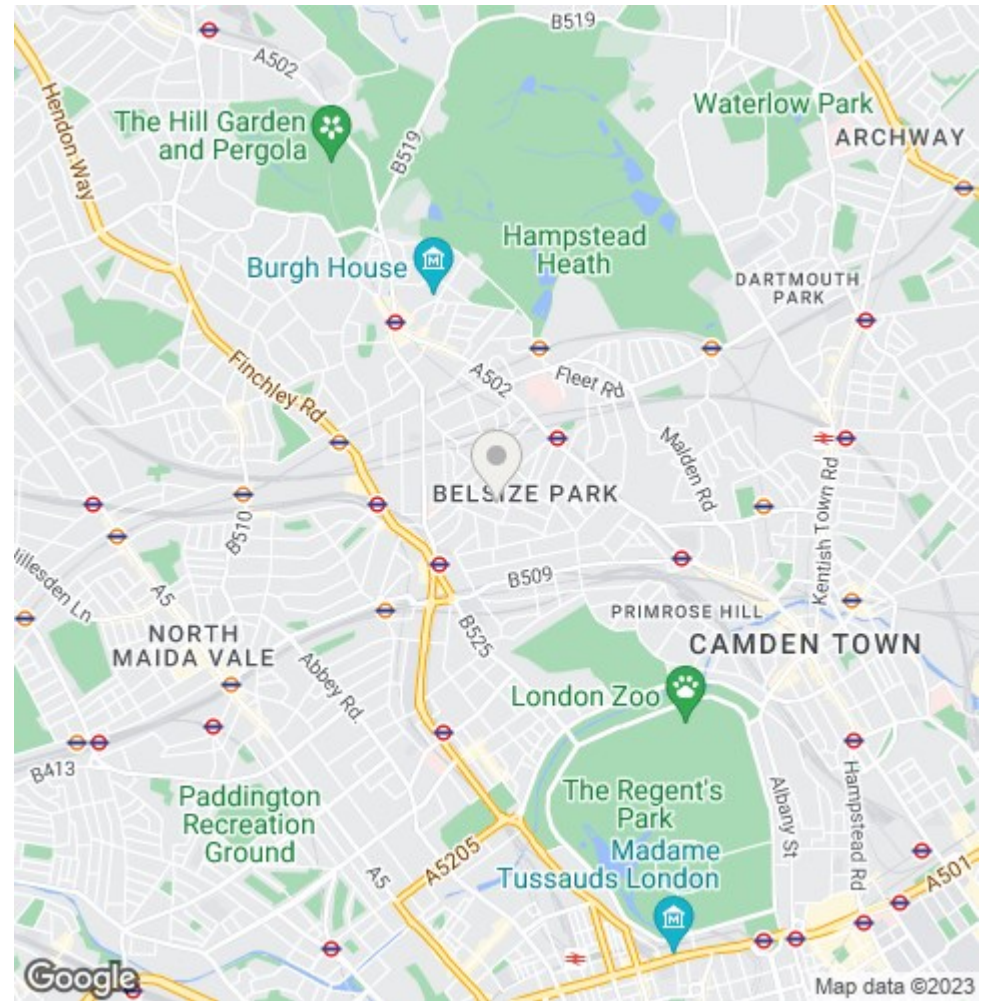 B519
A502
Hendon Way
The Hill Garden
and Pergola
B519
Waterlow Park
ARCHWAY
Hampstead
Heath
Burgh House
DARTMOUTH
PARK
A502
Fleet Rd
Finchley Rd
Malden Rd
BELSIZE PARK
Kentish Town Rd
B510
illesden Ln
A5
B509
PRIMROSE HILL
NORTH
MAIDA VALE
B525
CAMDEN TOWN
Abbey Rd.
London Zoo
B413
Paddington
Recreation
Ground
The Regent's
Park
Albany St
Hampstead Rd
Madame
Tussauds London
A5205
A5
A501
Google
Map data ©2023